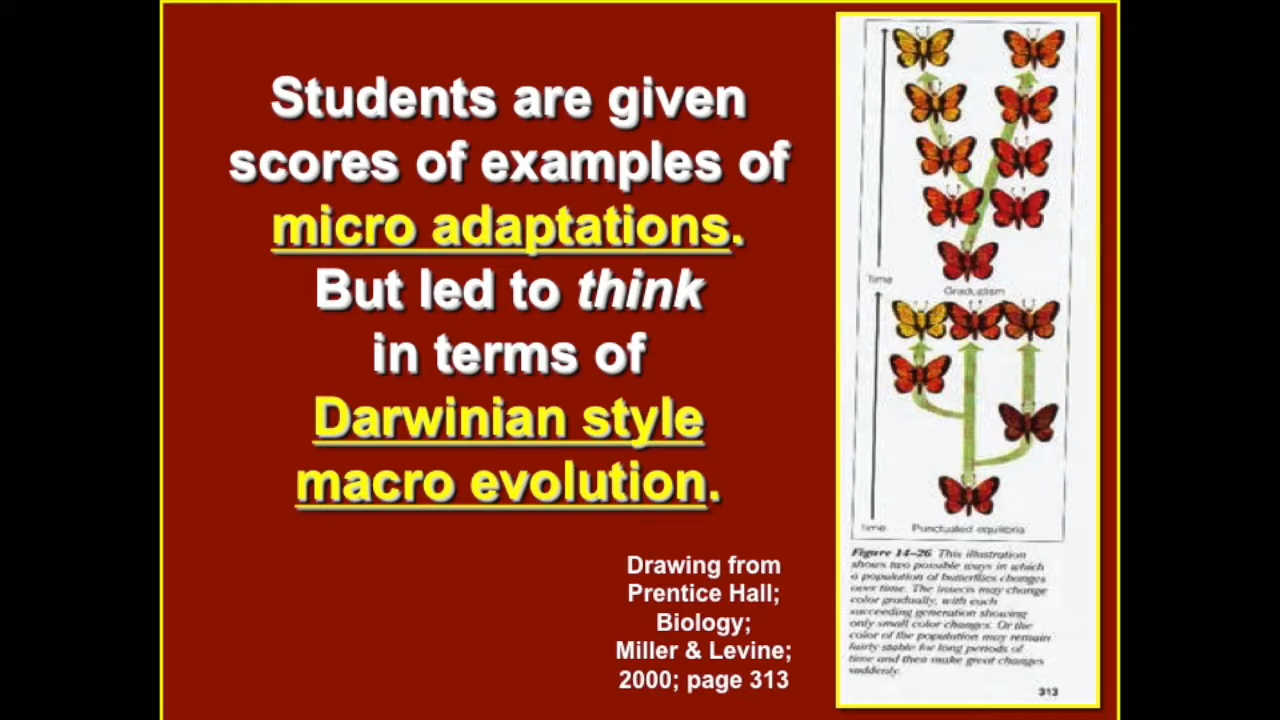 Students are given
scores of examples of
micro adaptations.
But led to think
in terms of
Darwinian style
macro evolution.
Drawing from
Prentice Hall;
Biology;
Miller & Levine;
2000; page 313
Time
Gradualism
Time
Punctuated equilibria
Figure 14-26 This illustration
shows two possible ways in which
a population of butterflies changes
over time. The insects may change
color gradually, with each
succeeding generation showing
only small color changes. Or the
color of the population may remain
fairly stable for long periods of
time and then make great changes
suddenly.
313